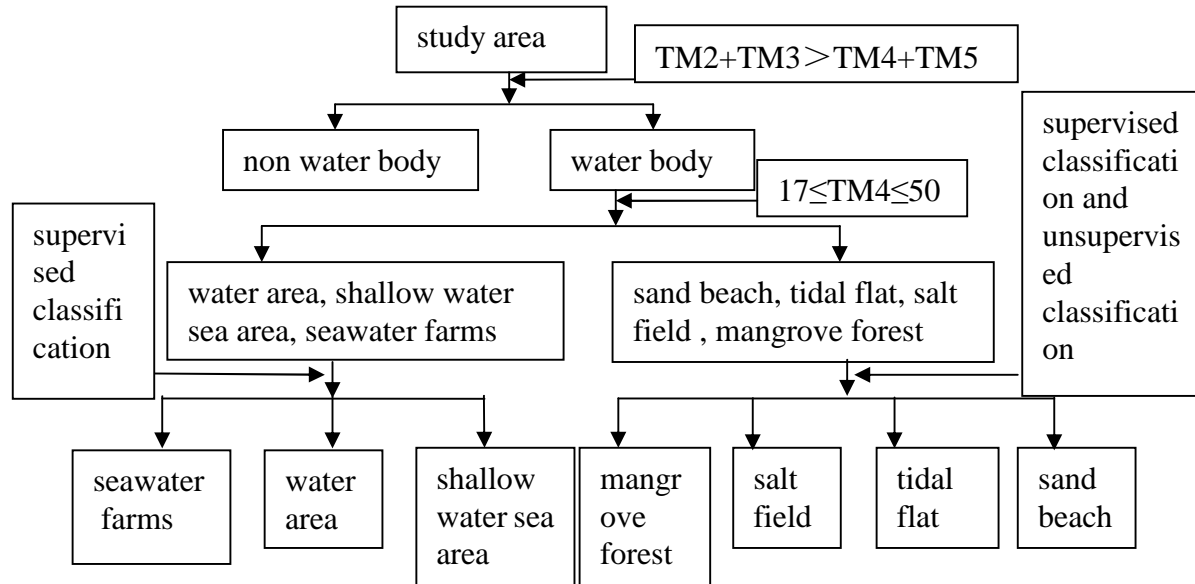 study area
TM2+TM3＞TM4+TM5
non water body
water body
17≤TM4≤50
supervised
classificati
on and
unsupervis
ed
classificati
on
supervi
sed
classifi
cation
water area, shallow water
sea area, seawater farms
sand beach, tidal flat, salt
field , mangrove forest
seawater
farms
water
area
shallow
water sea
area
mangr
ove
forest
salt
field
tidal
flat
sand
beach